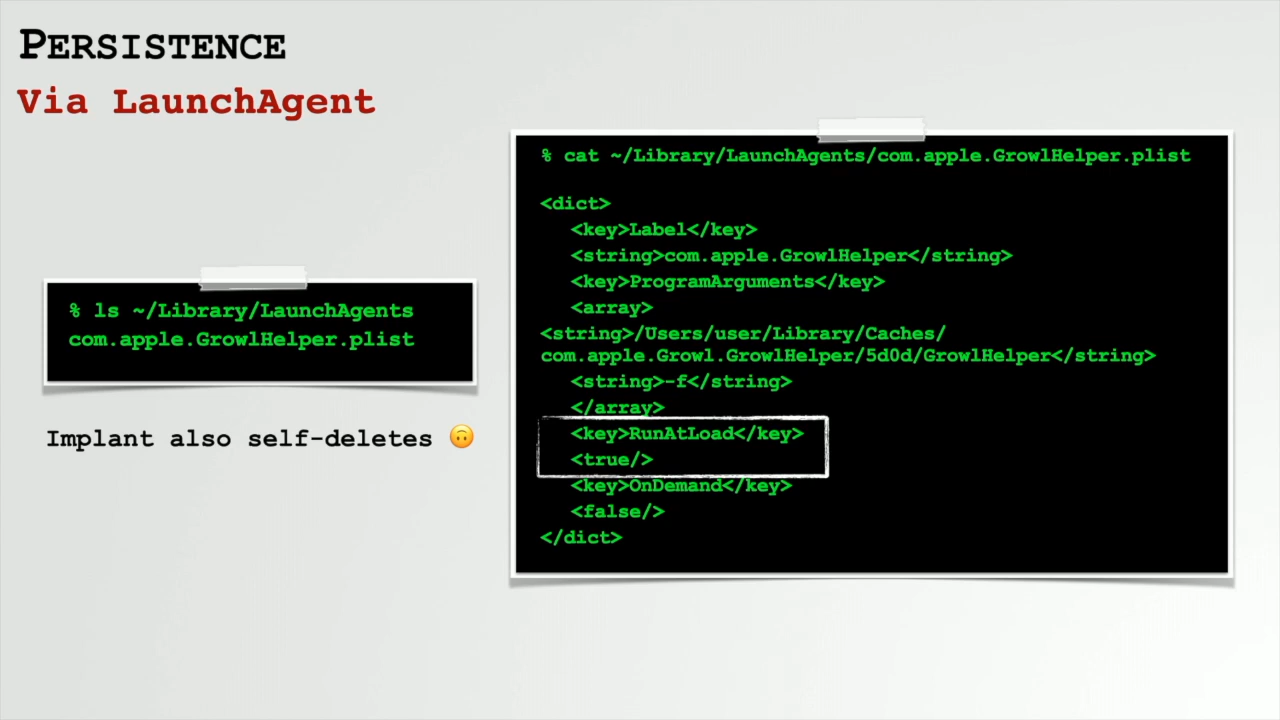 PERSISTENCE
Via LaunchAgent
% ls ~/Library/LaunchAgents
com.apple.GrowlHelper.plist
Implant also self-deletes 🙃
% cat ~/Library/LaunchAgents/com.apple.GrowlHelper.plist
<dict>
<key>Label</key>
<string>com.apple.GrowlHelper</string>
<key>ProgramArguments</key>
<array>
<string>/Users/user/Library/Caches/
com.apple.Growl.GrowlHelper/5d0d/GrowlHelper</string>
<string>-f</string>
</array>
<key>RunAtLoad</key>
<true/>
<key>OnDemand</key>
<false/>
</dict>